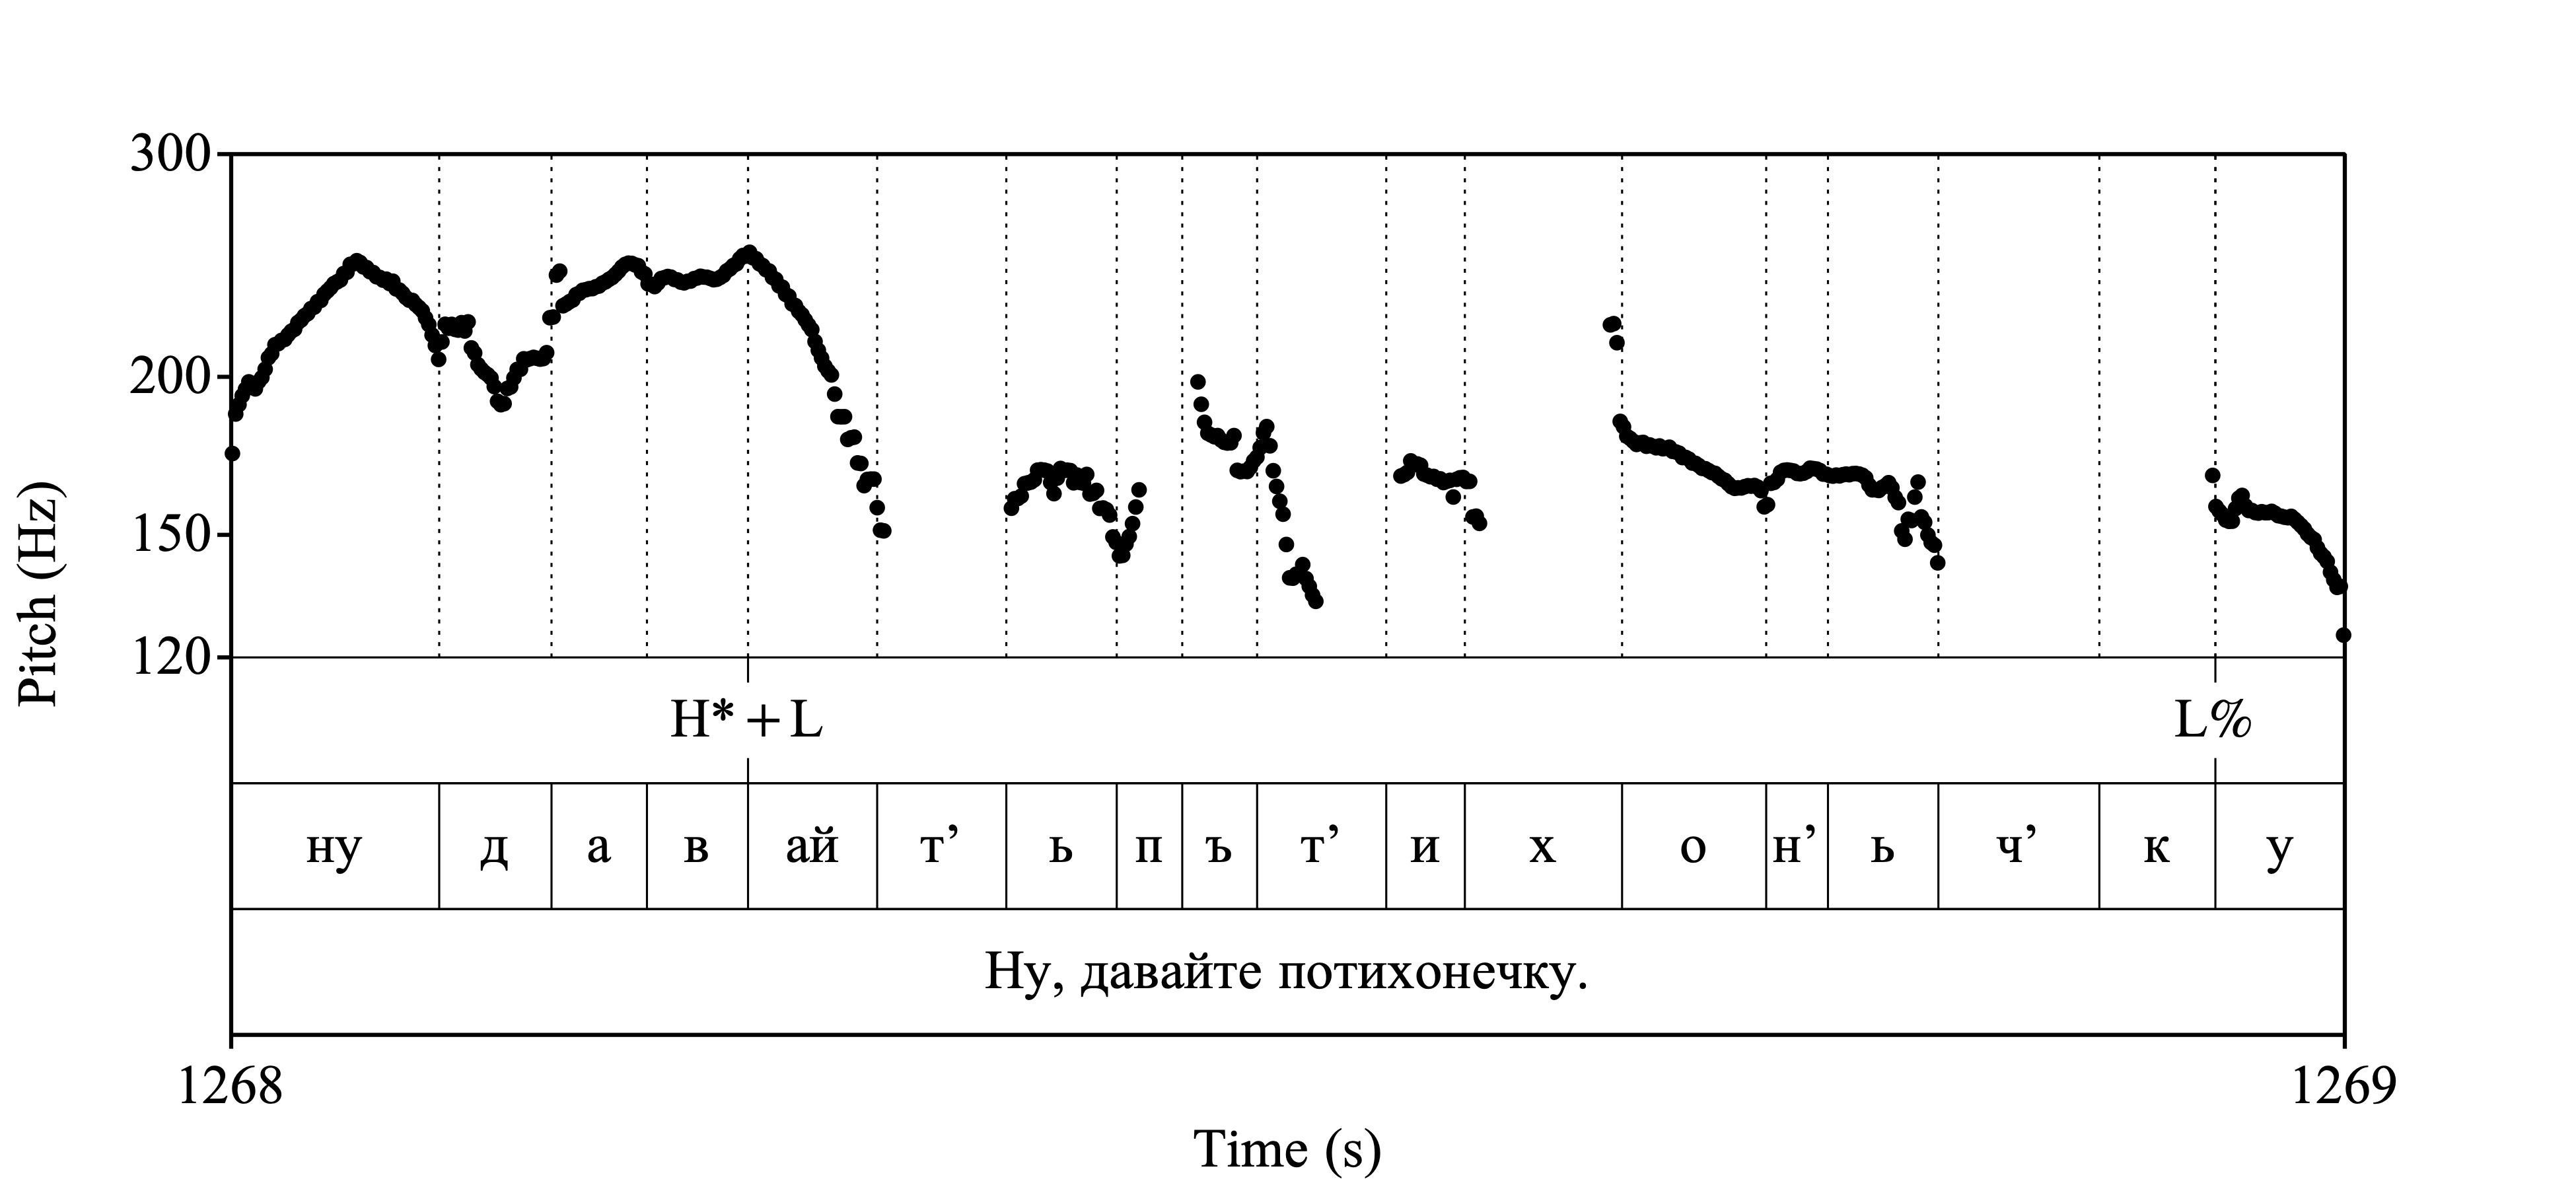 300
200
150
120
Pitch (Hz)
H*+L L%
ну д а в ай т’ ь п ъ т’ и х о н’ ь ч’ к у
Ну, давайте потихонечку.
1268 1269
Time (s)